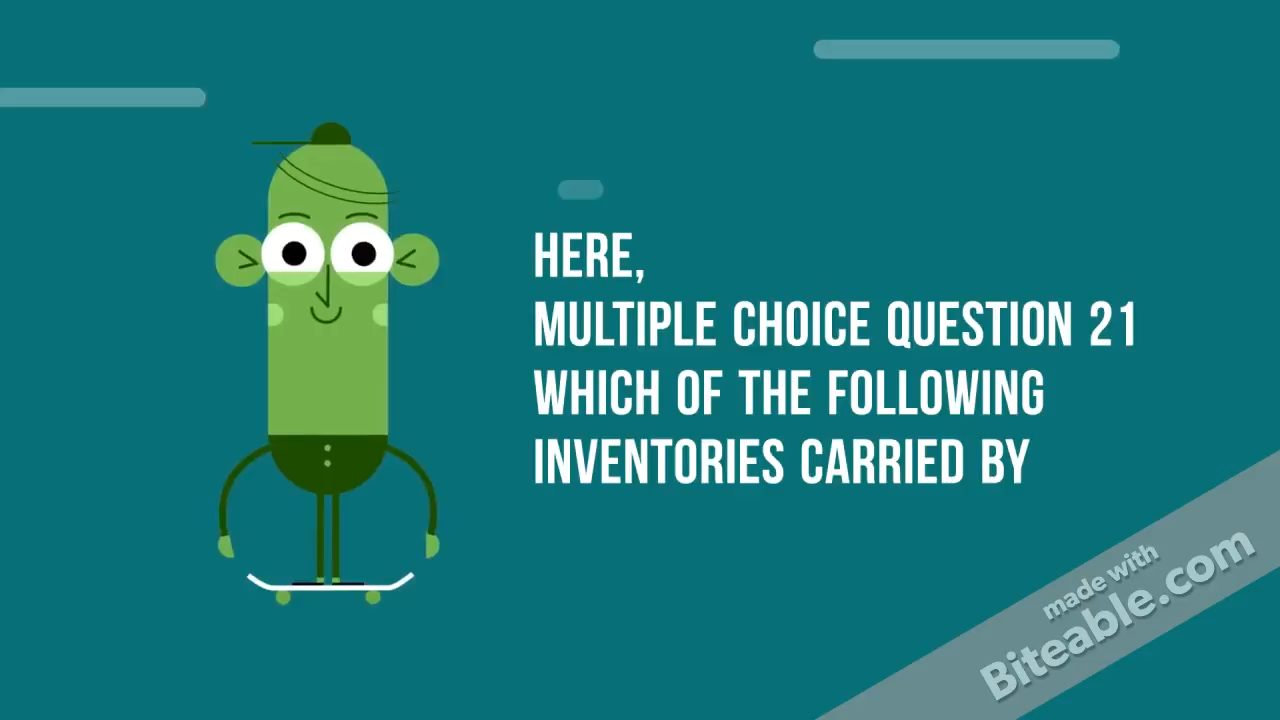 HERE,
MULTIPLE CHOICE QUESTION 21
WHICH OF THE FOLLOWING
INVENTORIES CARRIED BY
made with
Biteable.com